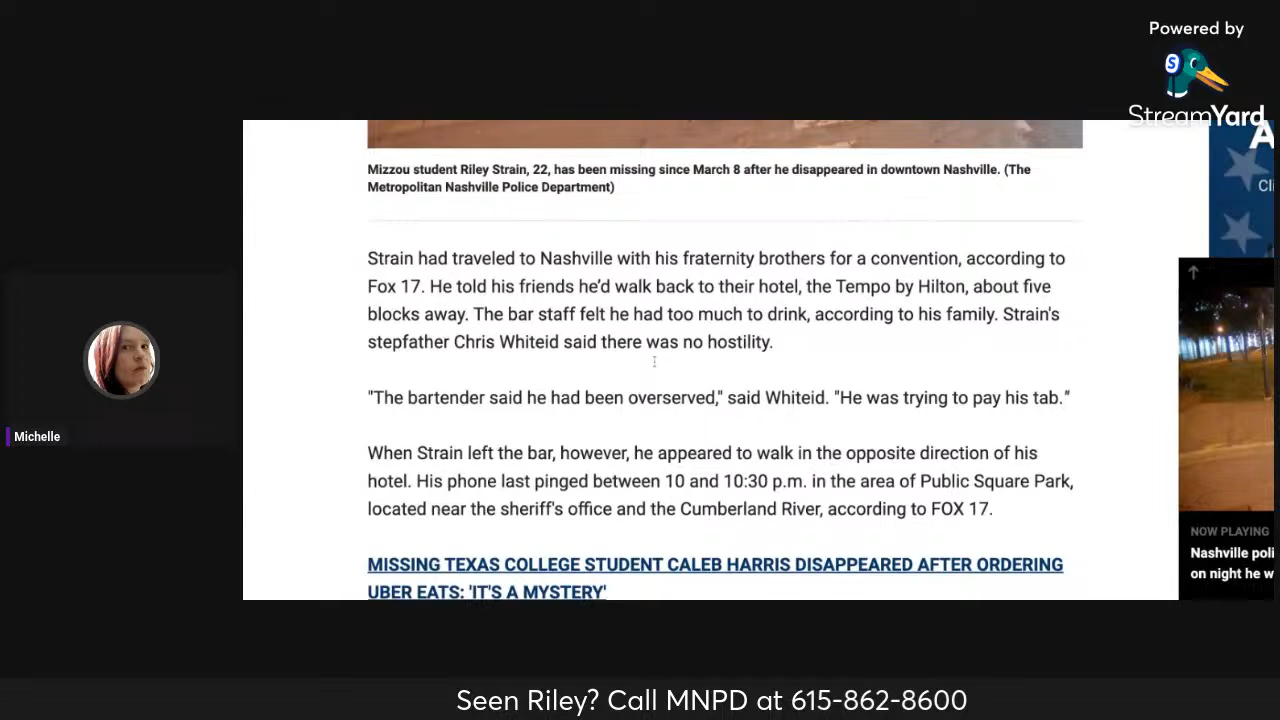 Powered by
S
StreamYard
A
Cli
Mizzou student Riley Strain, 22, has been missing since March 8 after he disappeared in downtown Nashville. (The
Metropolitan Nashville Police Department)
Strain had traveled to Nashville with his fraternity brothers for a convention, according to
Fox 17. He told his friends he'd walk back to their hotel, the Tempo by Hilton, about five
blocks away. The bar staff felt he had too much to drink, according to his family. Strain's
stepfather Chris Whiteid said there was no hostility.
"The bartender said he had been overserved," said Whiteid. "He was trying to pay his tab."
When Strain left the bar, however, he appeared to walk in the opposite direction of his
hotel. His phone last pinged between 10 and 10:30 p.m. in the area of Public Square Park,
located near the sheriff's office and the Cumberland River, according to FOX 17.
MISSING TEXAS COLLEGE STUDENT CALEB HARRIS DISAPPEARED AFTER ORDERING
UBER EATS: 'IT'S A MYSTERY'
NOW PLAYING
Nashville poli
on night he w
Michelle
Seen Riley? Call MNPD at 615-862-8600